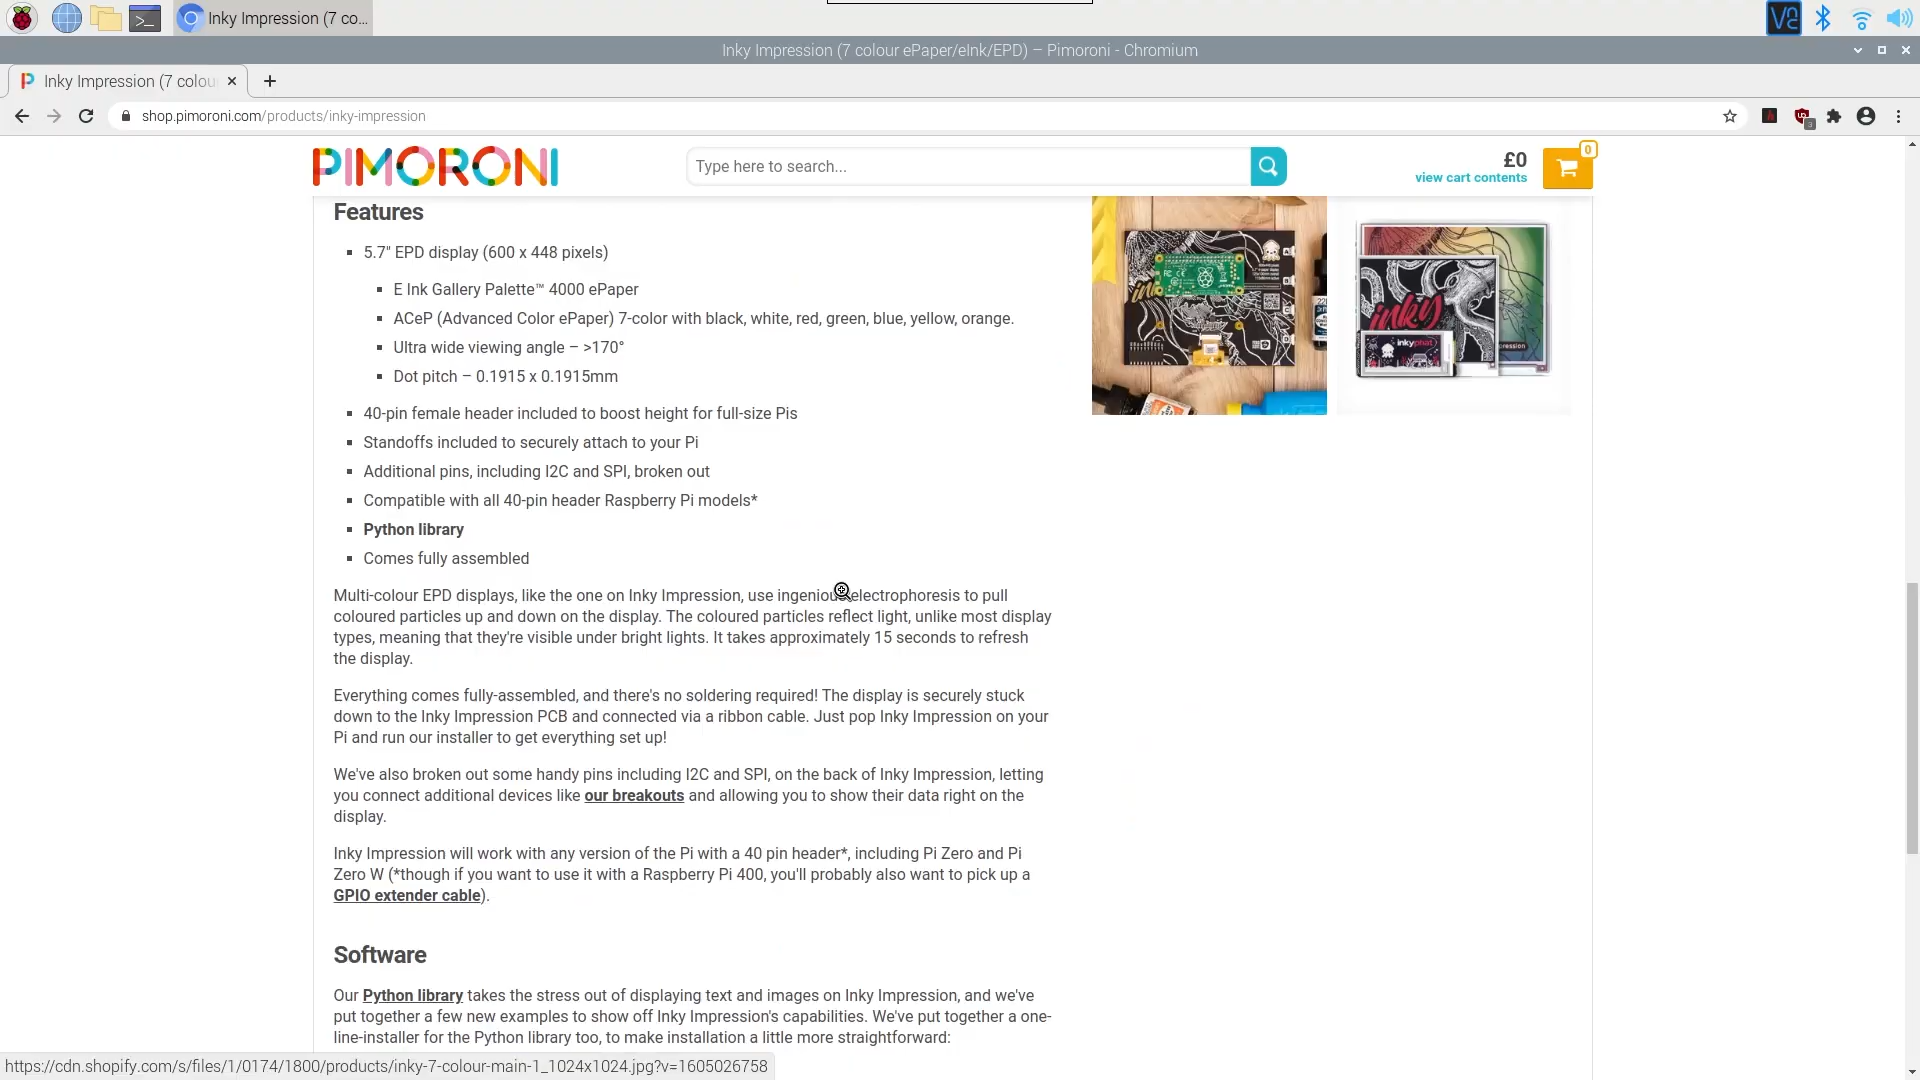 Inky Impression (7 co...
Inky Impression (7 colour ePaper/eInk/EPD) – Pimoroni - Chromium
Inky Impression (7 colou
shop.pimoroni.com/products/inky-impression
3
PIMORONI
Type here to search...
£0
view cart contents
0
Features
5.7" EPD display (600 x 448 pixels)
E Ink Gallery Palette™ 4000 ePaper
ACeP (Advanced Color ePaper) 7-color with black, white, red, green, blue, yellow, orange.
Ultra wide viewing angle – >170°
Dot pitch – 0.1915 x 0.1915mm
40-pin female header included to boost height for full-size Pis
Standoffs included to securely attach to your Pi
Additional pins, including I2C and SPI, broken out
Compatible with all 40-pin header Raspberry Pi models*
Python library
Comes fully assembled
inky
inkyphat
Multi-colour EPD displays, like the one on Inky Impression, use ingenious electrophoresis to pull
coloured particles up and down on the display. The coloured particles reflect light, unlike most display
types, meaning that they're visible under bright lights. It takes approximately 15 seconds to refresh
the display.
Everything comes fully-assembled, and there's no soldering required! The display is securely stuck
down to the Inky Impression PCB and connected via a ribbon cable. Just pop Inky Impression on your
Pi and run our installer to get everything set up!
We've also broken out some handy pins including I2C and SPI, on the back of Inky Impression, letting
you connect additional devices like our breakouts and allowing you to show their data right on the
display.
Inky Impression will work with any version of the Pi with a 40 pin header*, including Pi Zero and Pi
Zero W (*though if you want to use it with a Raspberry Pi 400, you'll probably also want to pick up a
GPIO extender cable).
Software
Our Python library takes the stress out of displaying text and images on Inky Impression, and we've
put together a few new examples to show off Inky Impression's capabilities. We've put together a one-
line-installer for the Python library too, to make installation a little more straightforward:
https://cdn.shopify.com/s/files/1/0174/1800/products/inky-7-colour-main-1_1024x1024.jpg?v=1605026758